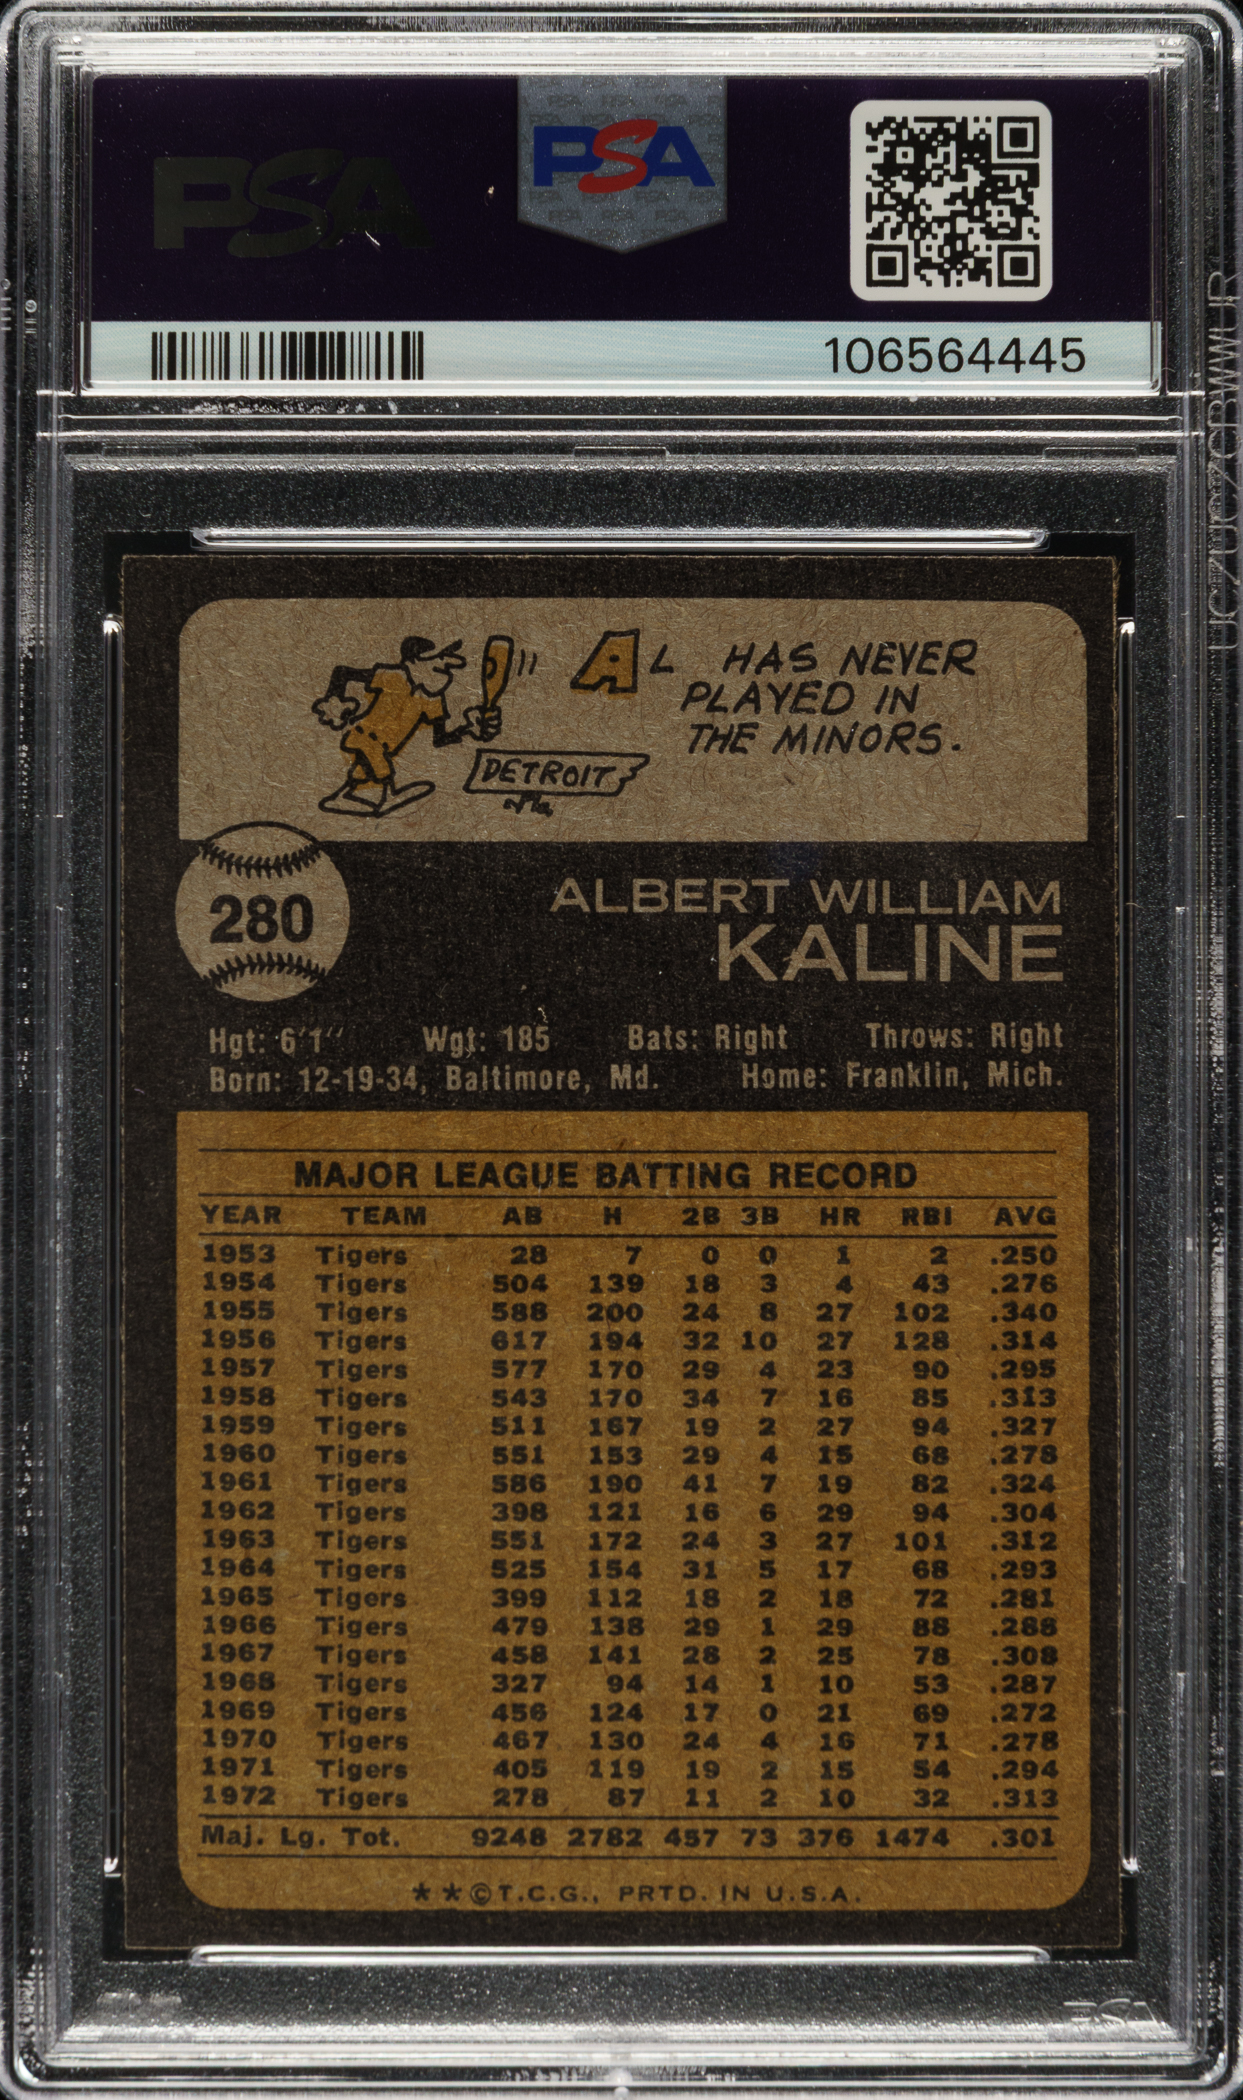 PSA
PSA
106564445
AL HAS NEVER
PLAYED IN
THE MINORS.
DETROIT
280
ALBERT WILLIAM
KALINE
Hgt: 6'1'' Wgt: 185 Bats: Right Throws: Right
Born: 12-19-34, Baltimore, Md. Home: Franklin, Mich.
MAJOR LEAGUE BATTING RECORD
YEAR TEAM AB H 2B 3B HR RBI AVG
1953 Tigers 28 7 0 0 1 2 .250
1954 Tigers 504 139 18 3 4 43 .276
1955 Tigers 588 200 24 8 27 102 .340
1956 Tigers 617 194 32 10 27 128 .314
1957 Tigers 577 170 29 4 23 90 .295
1958 Tigers 543 170 34 7 16 85 .313
1959 Tigers 511 167 19 2 27 94 .327
1960 Tigers 551 153 29 4 15 68 .278
1961 Tigers 586 190 41 7 19 82 .324
1962 Tigers 398 121 16 6 29 94 .304
1963 Tigers 551 172 24 3 27 101 .312
1964 Tigers 525 154 31 5 17 68 .293
1965 Tigers 399 112 18 2 18 72 .281
1966 Tigers 479 138 29 1 29 88 .288
1967 Tigers 458 141 28 2 25 78 .308
1968 Tigers 327 94 14 1 10 53 .287
1969 Tigers 456 124 17 0 21 69 .272
1970 Tigers 467 130 24 4 16 71 .278
1971 Tigers 405 119 19 2 15 54 .294
1972 Tigers 278 87 11 2 10 32 .313
Maj. Lg. Tot. 9248 2782 457 73 376 1474 .301
**©T.C.G., PRTD. IN U.S.A.
PSA